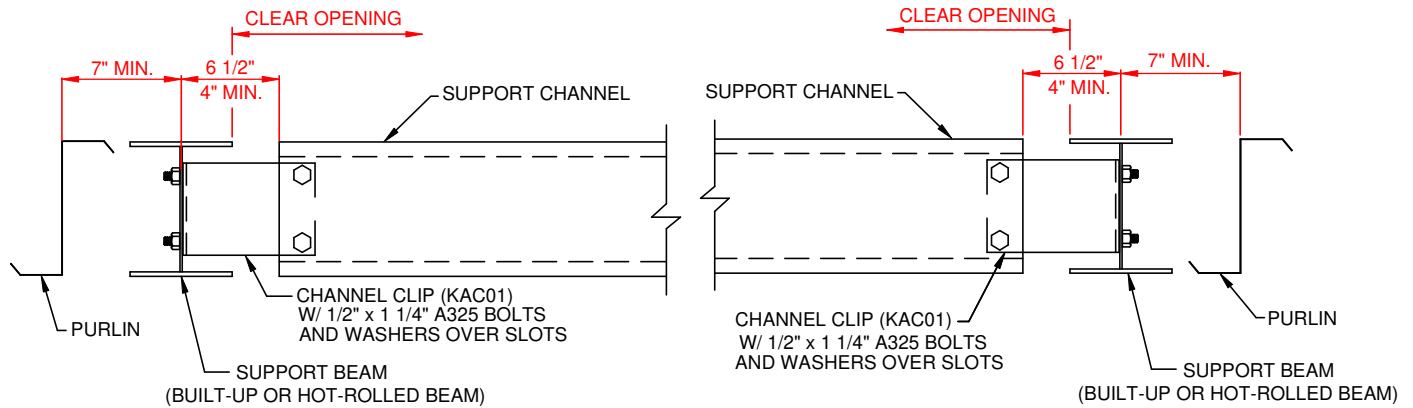 CLEAR OPENING
CLEAR OPENING
7" MIN.
6 1/2"
4" MIN.
6 1/2"
4" MIN.
7" MIN.
SUPPORT CHANNEL
SUPPORT CHANNEL
CHANNEL CLIP (KAC01)
W/ 1/2" x 1 1/4" A325 BOLTS
AND WASHERS OVER SLOTS
CHANNEL CLIP (KAC01)
W/ 1/2" x 1 1/4" A325 BOLTS
AND WASHERS OVER SLOTS
PURLIN
PURLIN
SUPPORT BEAM
(BUILT-UP OR HOT-ROLLED BEAM)
SUPPORT BEAM
(BUILT-UP OR HOT-ROLLED BEAM)